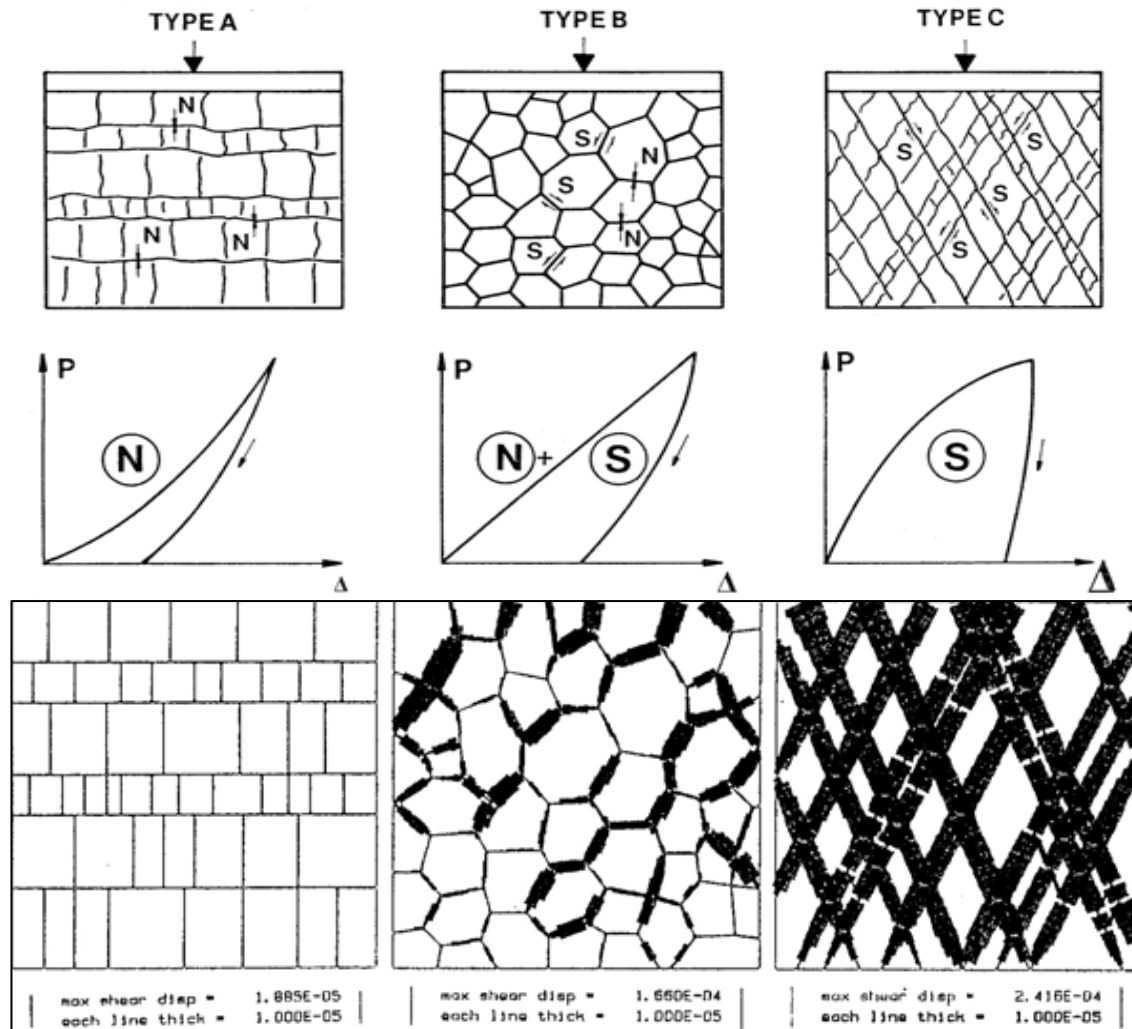 TYPE A TYPE B TYPE C
N S N S S
S S
N N N S
S
P P P
N N + S S
Δ Δ Δ
max shear disp = 1.885E-05 max shear disp = 1.660E-04 max shear disp = 2.416E-04
each line thick = 1.000E-05 each line thick = 1.000E-05 each line thick = 1.000E-05